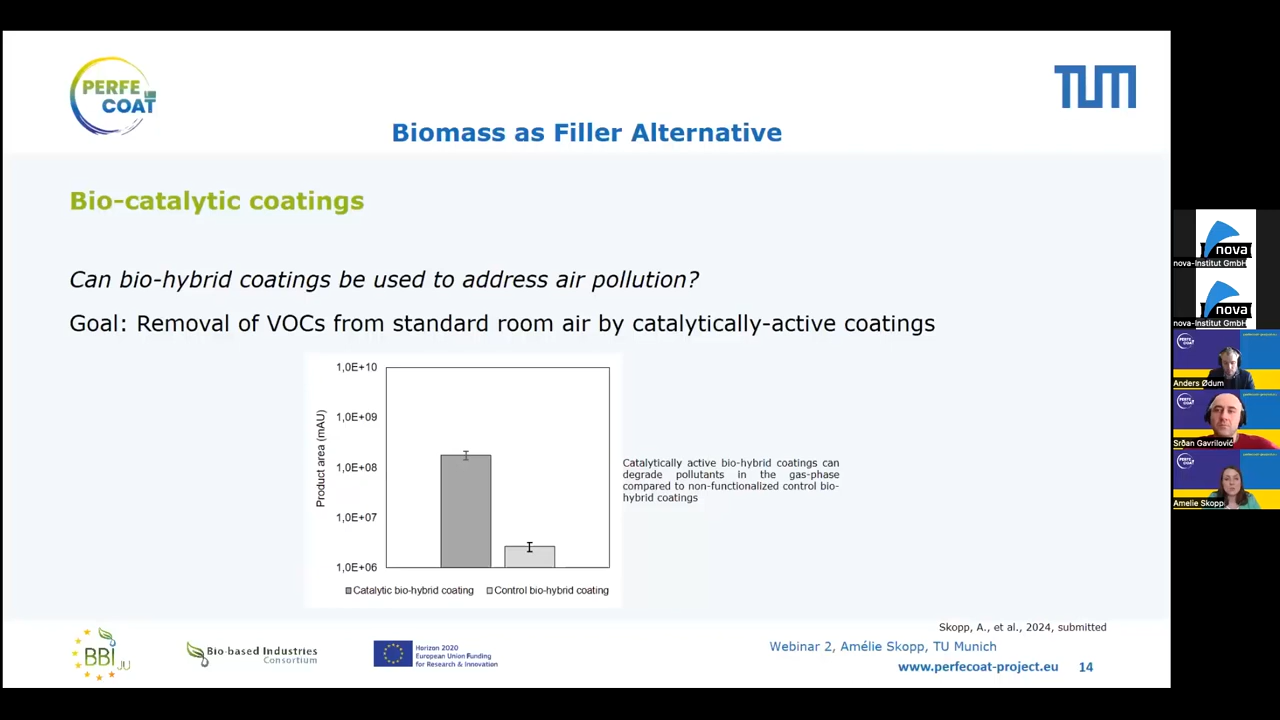 PERFE
COAT
TUM
Biomass as Filler Alternative
Bio-catalytic coatings
Can bio-hybrid coatings be used to address air pollution?
Goal: Removal of VOCs from standard room air by catalytically-active coatings
1,0E+10
1,0E+09
1,0E+08
1,0E+07
1,0E+06
Product area (mAU)
Catalytic bio-hybrid coating
Control bio-hybrid coating
Catalytically active bio-hybrid coatings can
degrade pollutants in the gas-phase
compared to non-functionalized control bio-
hybrid coatings
nova
nova-Institut GmbH
nova
nova-Institut GmbH
Anders Ødum
Srđan Gavrilović
Amelie Skopp
Skopp, A., et al., 2024, submitted
BBI JU
Bio-based Industries
Consortium
Horizon 2020
European Union Funding
for Research & Innovation
Webinar 2, Amélie Skopp, TU Munich
www.perfecoat-project.eu 14